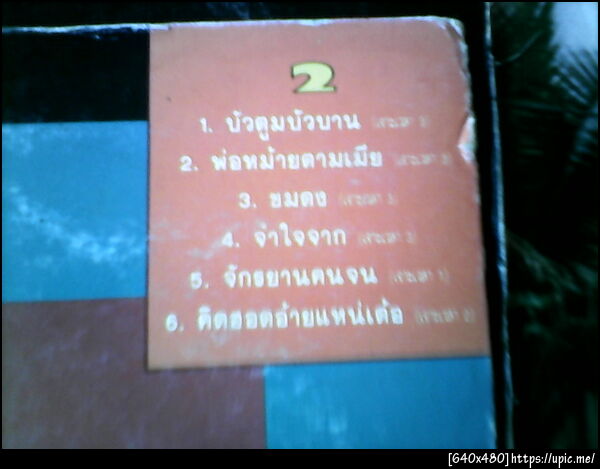 2
1. บัวตูมบัวบาน
2. พ่อหม้ายตามเมีย
3. ชมดง
4. จำใจจาก
5. จักรยานคนจน
6. คิดฮอดอ้ายแหน่เด้อ
[640x480]https://upic.me/